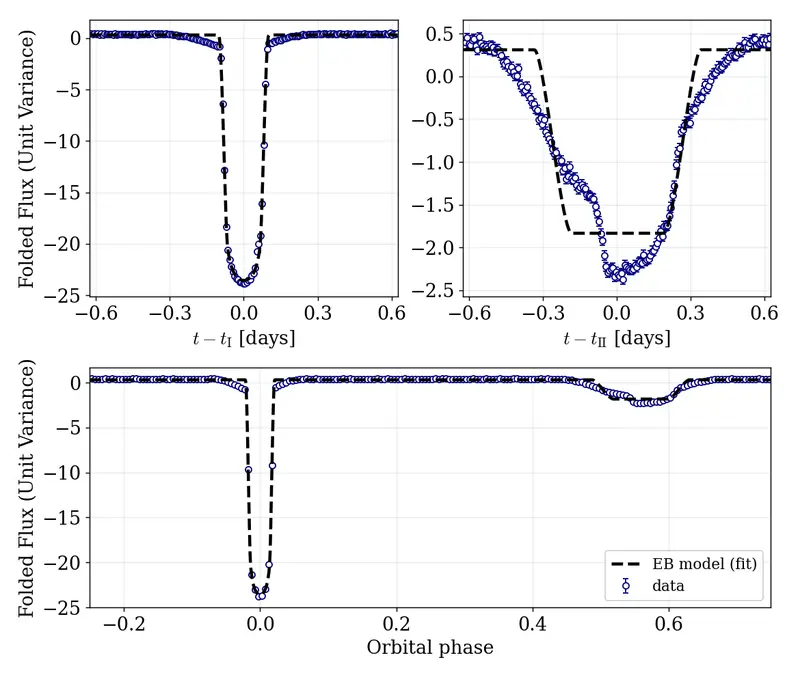 Folded Flux (Unit Variance)
0
−5
−10
−15
−20
−25
−0.6 −0.3 0.0 0.3 0.6
t − tI [days]
0.5
0.0
−0.5
−1.0
−1.5
−2.0
−2.5
−0.6 −0.3 0.0 0.3 0.6
t − tII [days]
Folded Flux (Unit Variance)
0
−5
−10
−15
−20
−25
−0.2 0.0 0.2 0.4 0.6
Orbital phase
EB model (fit)
data